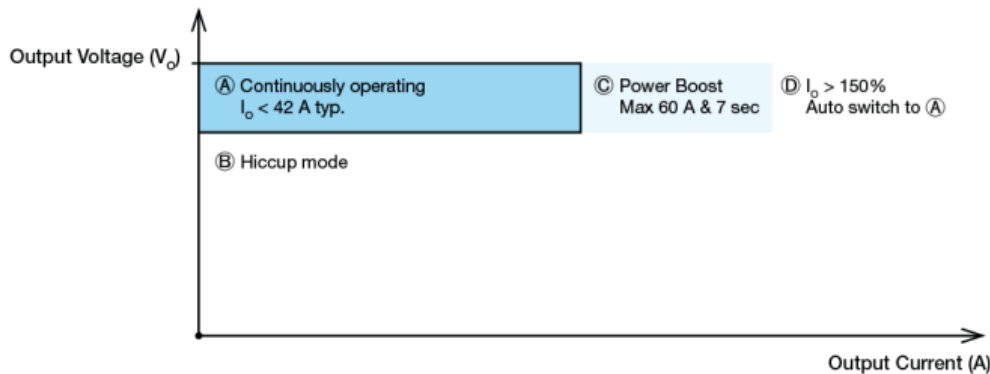 Output Voltage (Vo)
Ⓐ Continuously operating
Io < 42 A typ.
Ⓒ Power Boost
Max 60 A & 7 sec
Ⓓ Io > 150%
Auto switch to Ⓐ
Ⓑ Hiccup mode
Output Current (A)